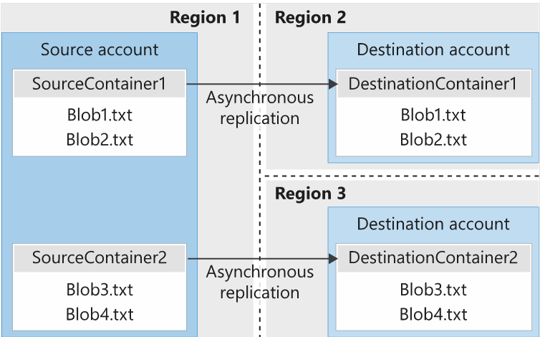 Region 1
Source account
SourceContainer1
Blob1.txt
Blob2.txt
SourceContainer2
Blob3.txt
Blob4.txt
Asynchronous
replication
Asynchronous
replication
Region 2
Destination account
DestinationContainer1
Blob1.txt
Blob2.txt
Region 3
Destination account
DestinationContainer2
Blob3.txt
Blob4.txt